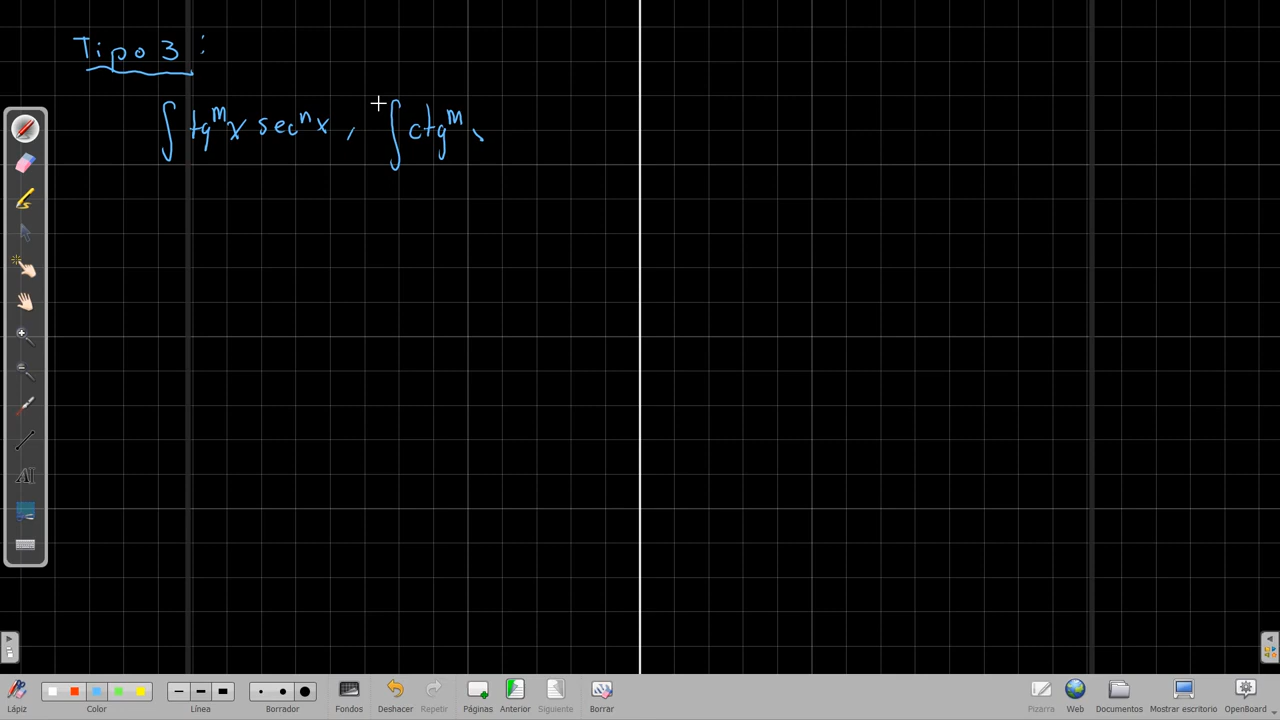 Tipo 3:
∫ tg^m x sec^n x , ∫ ctg^m
AI
Lápiz
Color
Línea
Borrador
Fondos
Deshacer
Repetir
Páginas
Anterior
Siguiente
Borrar
Pizarra
Web
Documentos
Mostrar escritorio
OpenBoard